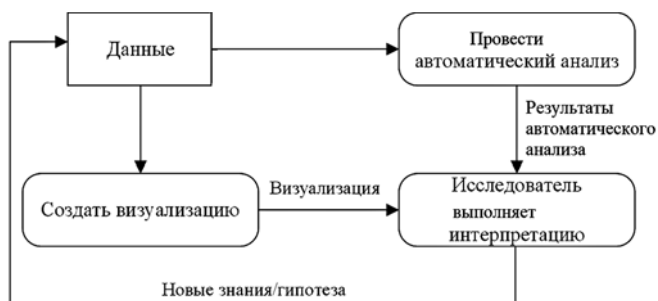 Данные
Провести
автоматический анализ
Результаты
автоматического
анализа
Создать визуализацию
Визуализация
Исследователь
выполняет
интерпретацию
Новые знания/гипотеза